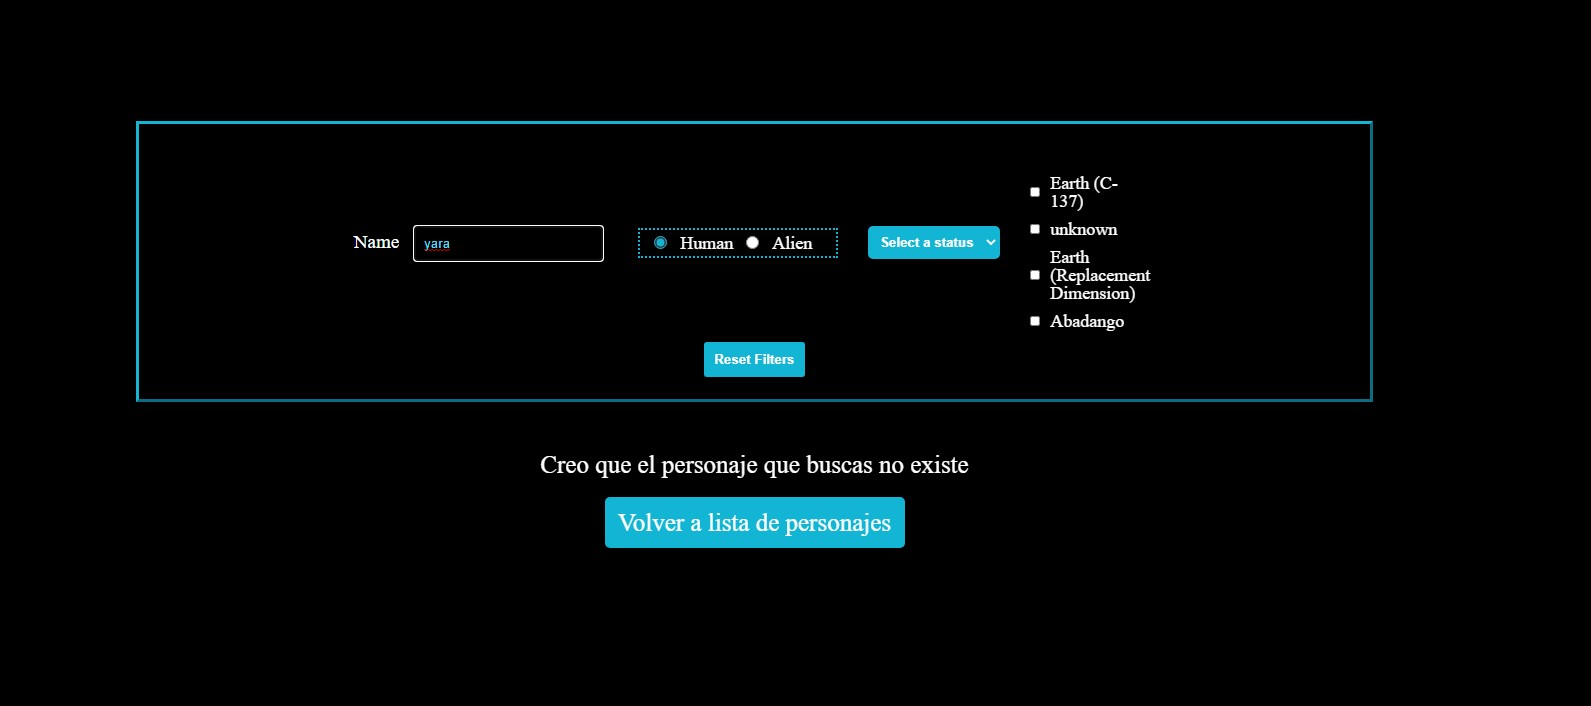 Name
yara
Human
Alien
Select a status
Earth (C-
137)
unknown
Earth
(Replacement
Dimension)
Abadango
Reset Filters
Creo que el personaje que buscas no existe
Volver a lista de personajes